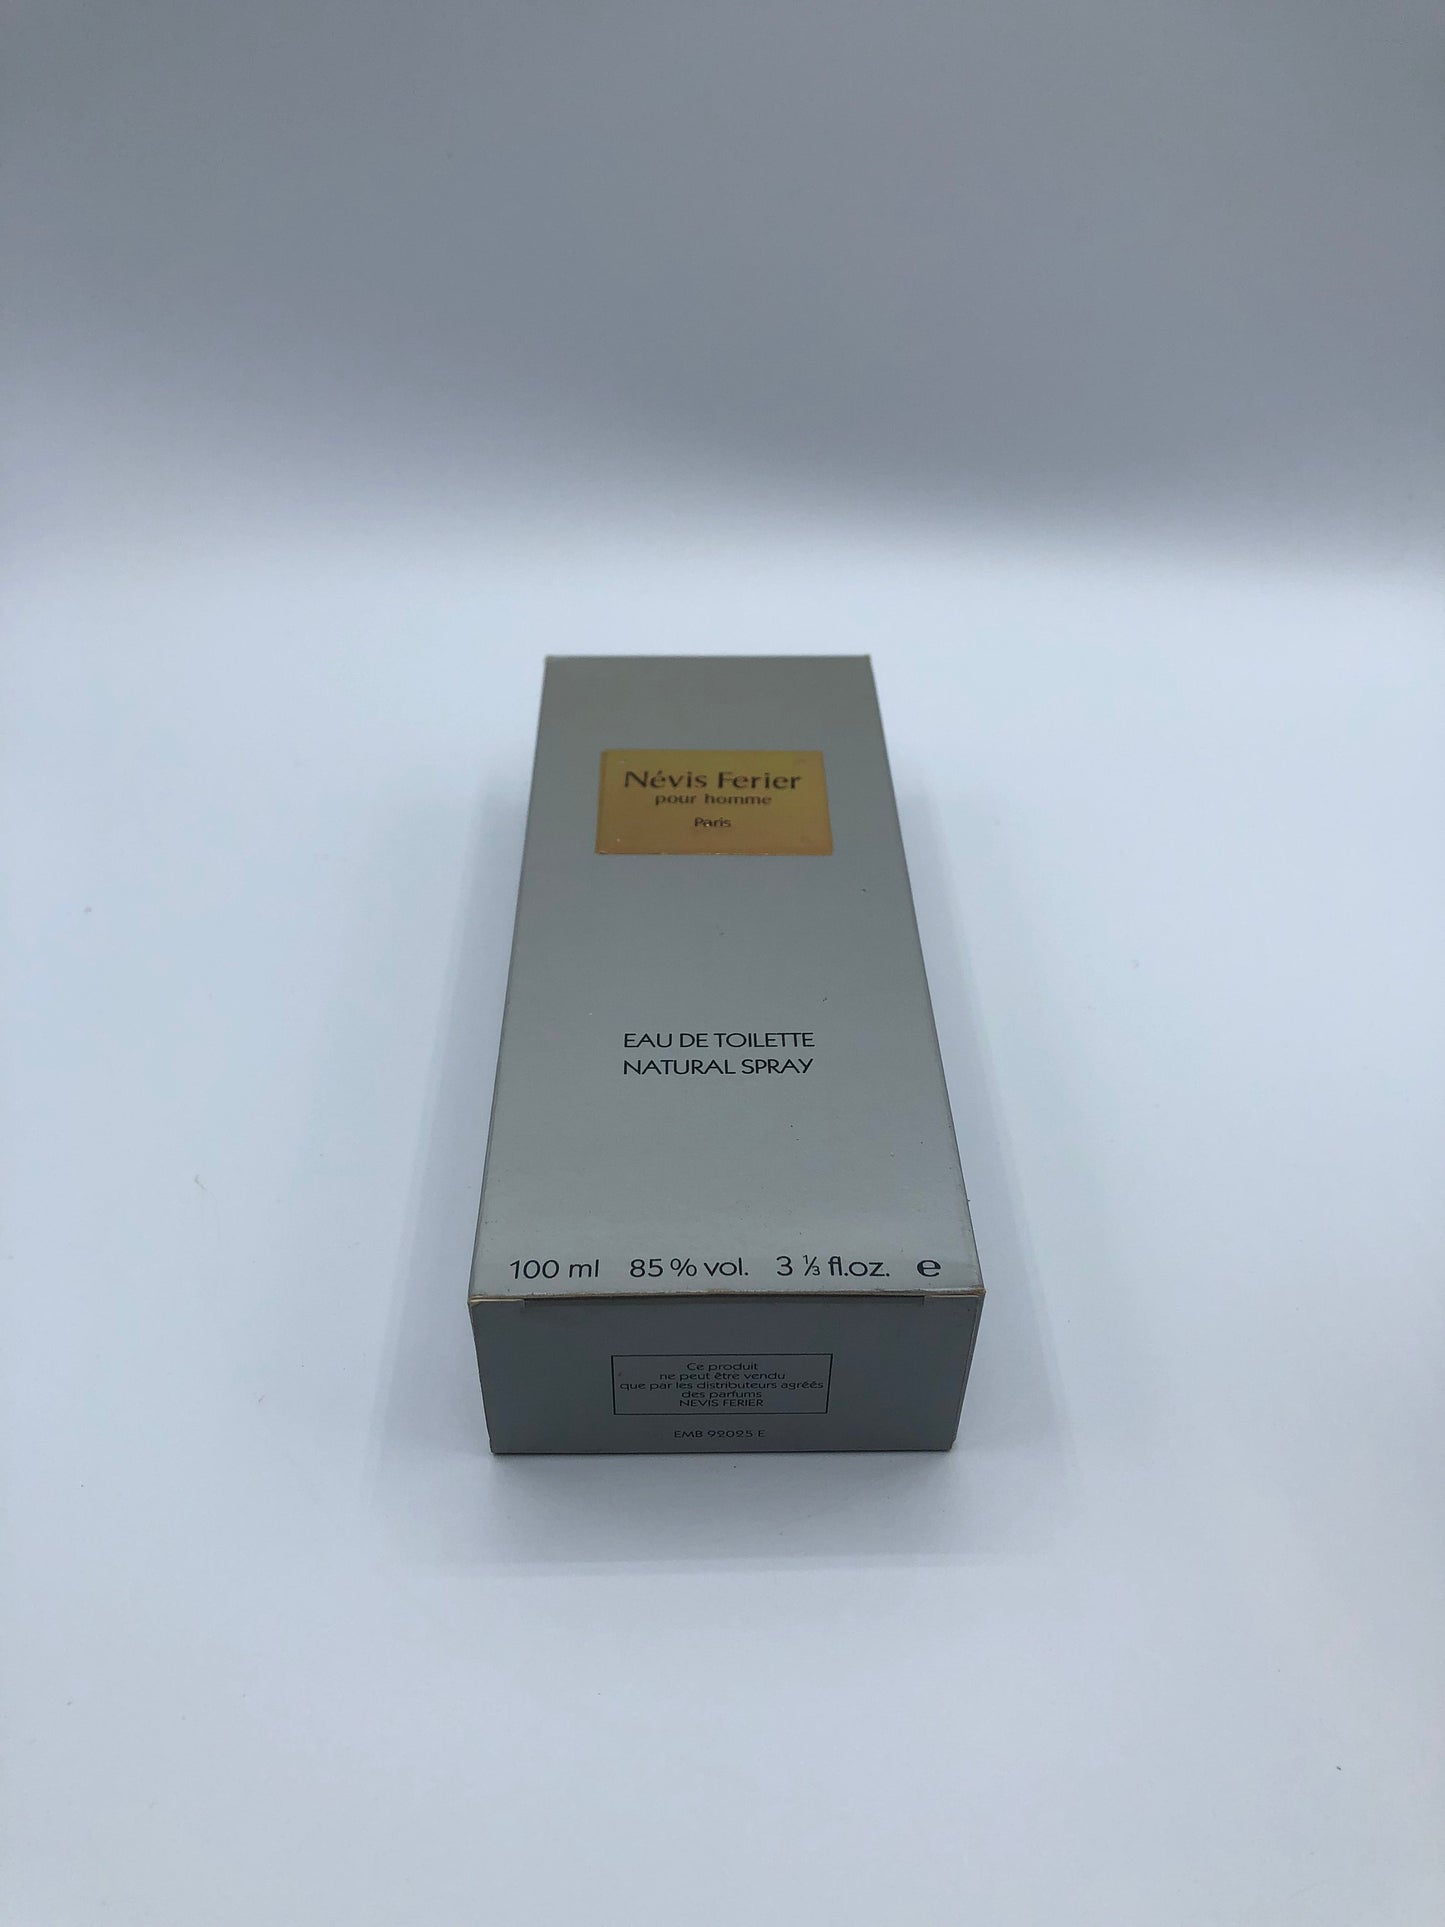 Névis Ferier
pour homme
Paris
EAU DE TOILETTE
NATURAL SPRAY
100 ml 85 % vol. 3 ⅓ fl.oz. ℮
Ce produit
ne peut être vendu
que par les distributeurs agréés
des parfums
NEVIS FERIER
EMB 92025 E